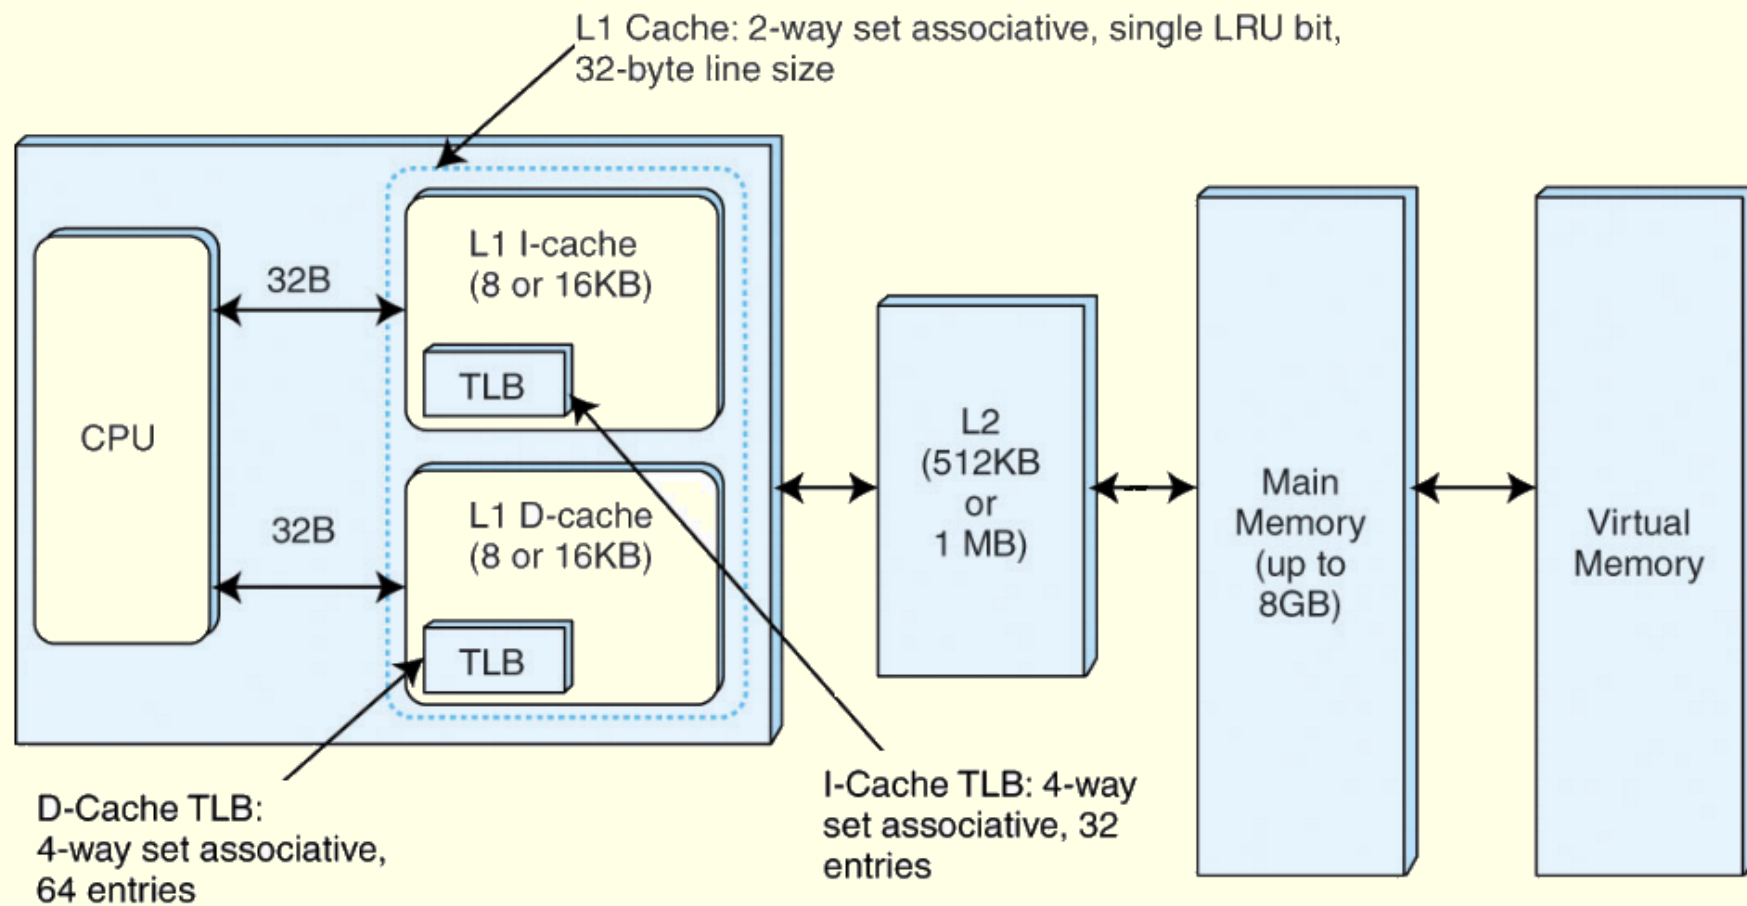 L1 Cache: 2-way set associative, single LRU bit,
32-byte line size
L1 I-cache
(8 or 16KB)
32B
TLB
CPU
L1 D-cache
(8 or 16KB)
32B
TLB
L2
(512KB
or
1 MB)
Main
Memory
(up to
8GB)
Virtual
Memory
D-Cache TLB:
4-way set associative,
64 entries
I-Cache TLB: 4-way
set associative, 32
entries